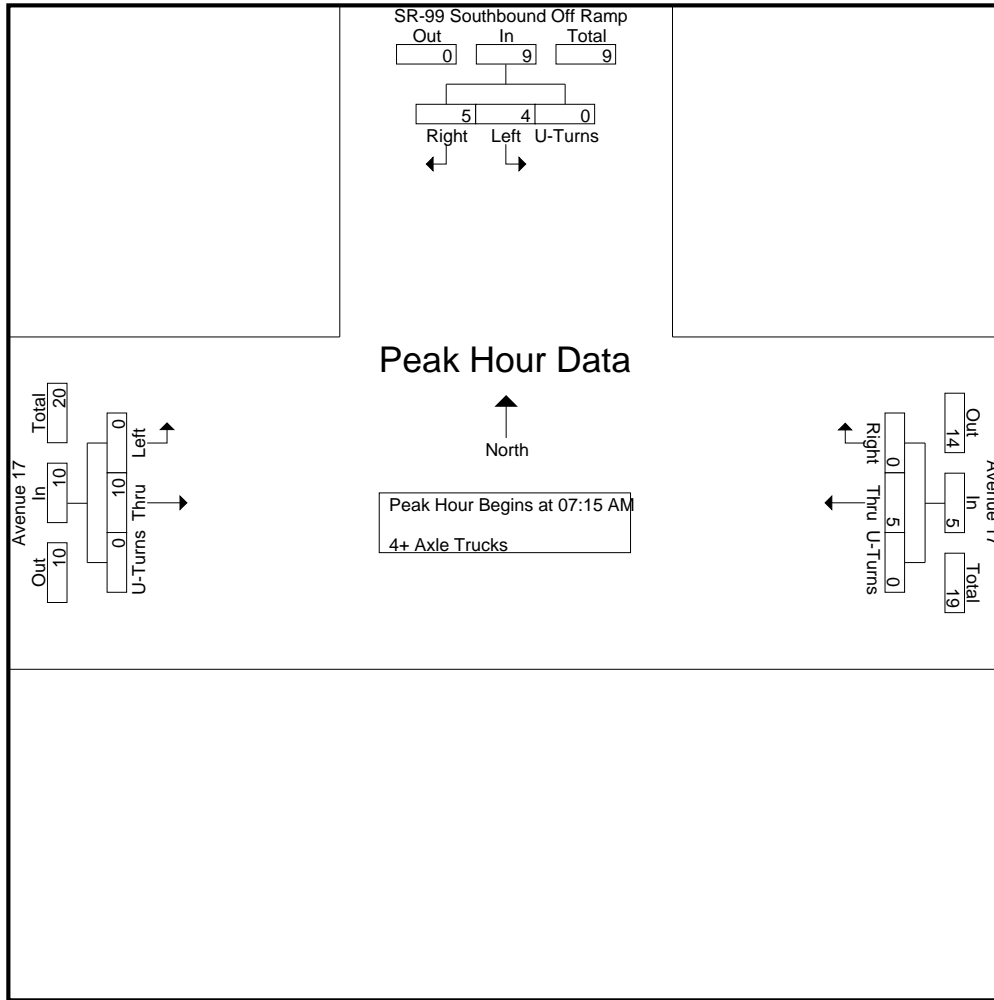 SR-99 Southbound Off Ramp
Out In Total
0 9 9
5 4 0
Right Left U-Turns
Peak Hour Data
North
Peak Hour Begins at 07:15 AM
4+ Axle Trucks
Avenue 17
Out In Total
10 10 20
U-Turns Thru Left
0 10 0
Avenue 17
Out In Total
14 5 19
Right Thru U-Turns
0 5 0